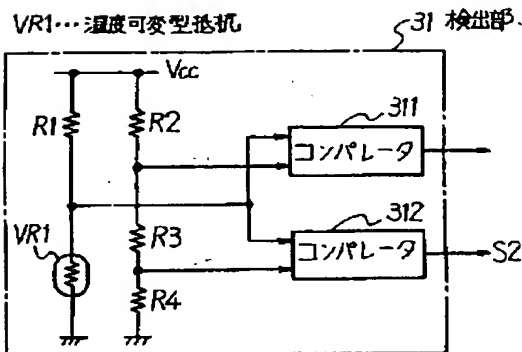 VR1…温度可変型抵抗
31 検出部
Vcc
R1
R2
311
コンパレータ
312
VR1
R3
コンパレータ
S2
R4